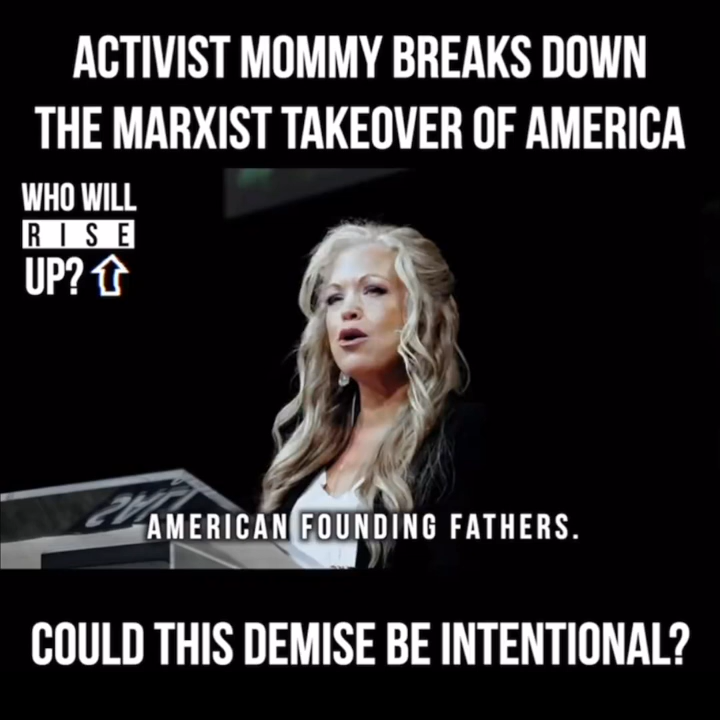 ACTIVIST MOMMY BREAKS DOWN
THE MARXIST TAKEOVER OF AMERICA
WHO WILL
RISE
UP?
AMERICAN FOUNDING FATHERS.
COULD THIS DEMISE BE INTENTIONAL?